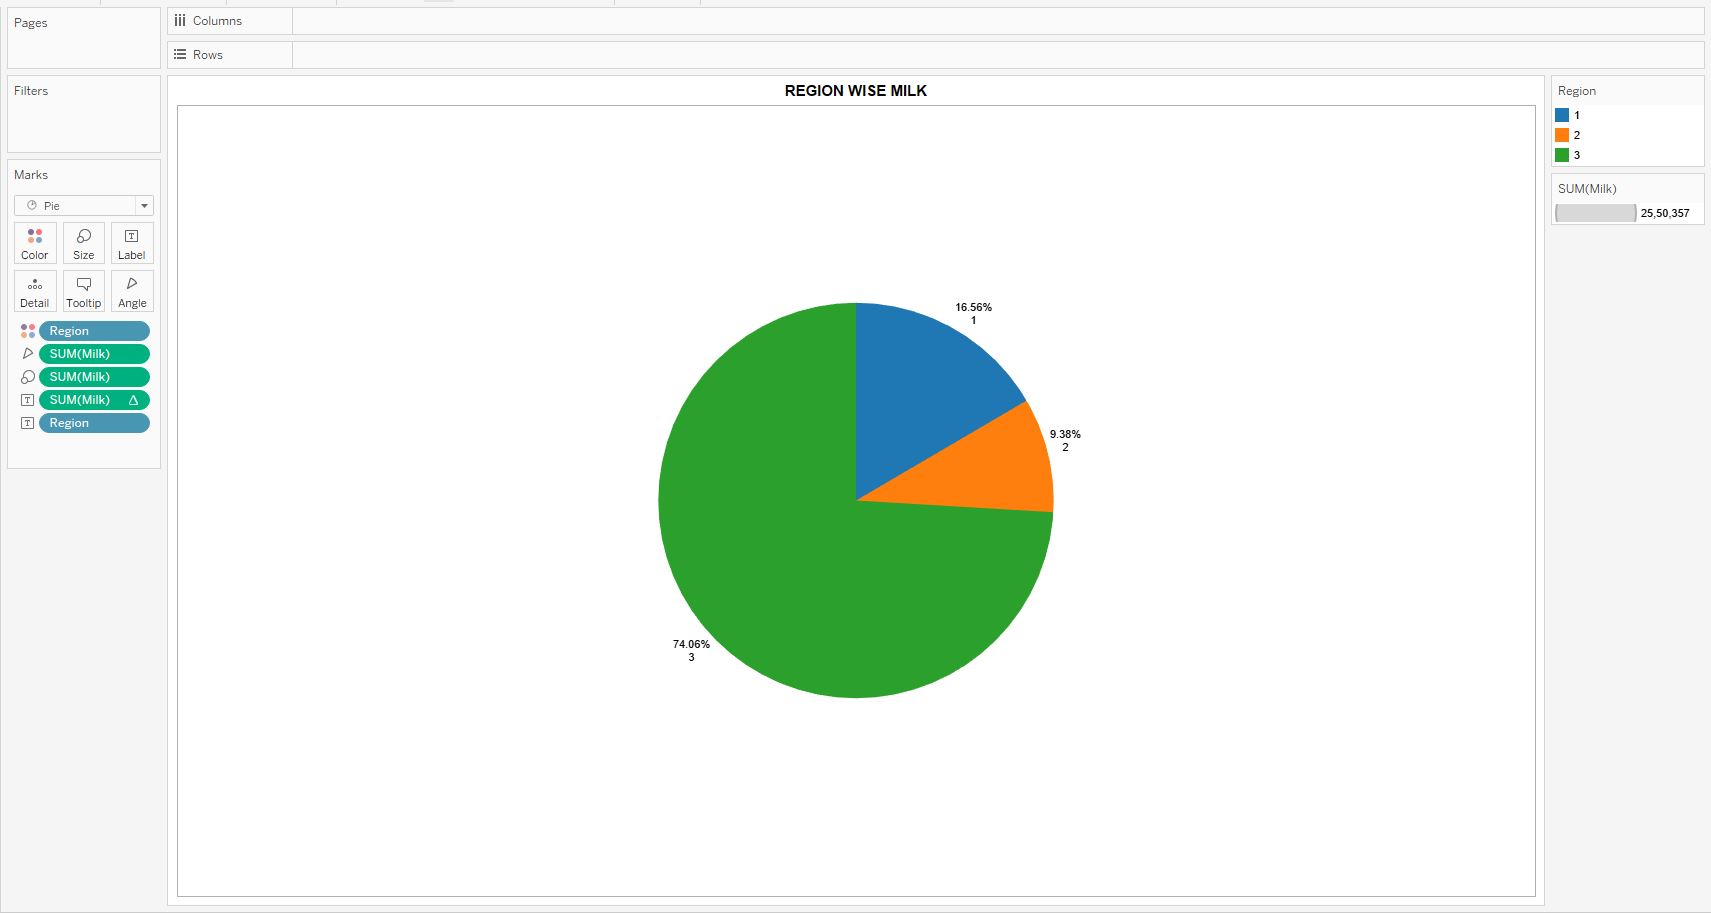 Pages
Columns
Rows
Filters
Marks
Pie
Color
Size
Label
Detail
Tooltip
Angle
Region
SUM(Milk)
SUM(Milk)
SUM(Milk)
Region
REGION WISE MILK
16.56%
1
9.38%
2
74.06%
3
Region
1
2
3
SUM(Milk)
25,50,357